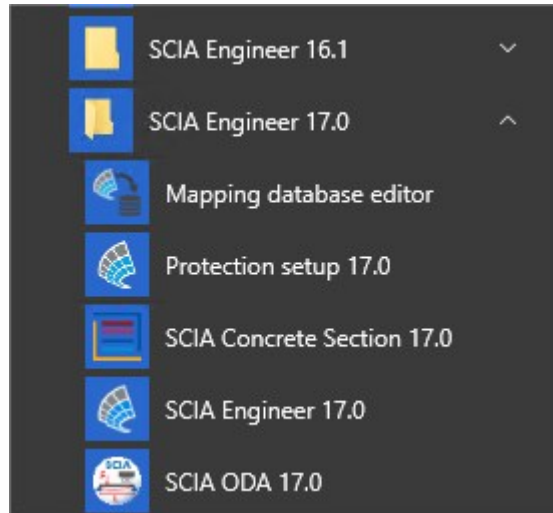 SCIA Engineer 16.1
SCIA Engineer 17.0
Mapping database editor
Protection setup 17.0
SCIA Concrete Section 17.0
SCIA Engineer 17.0
SCIA
SCIA ODA 17.0